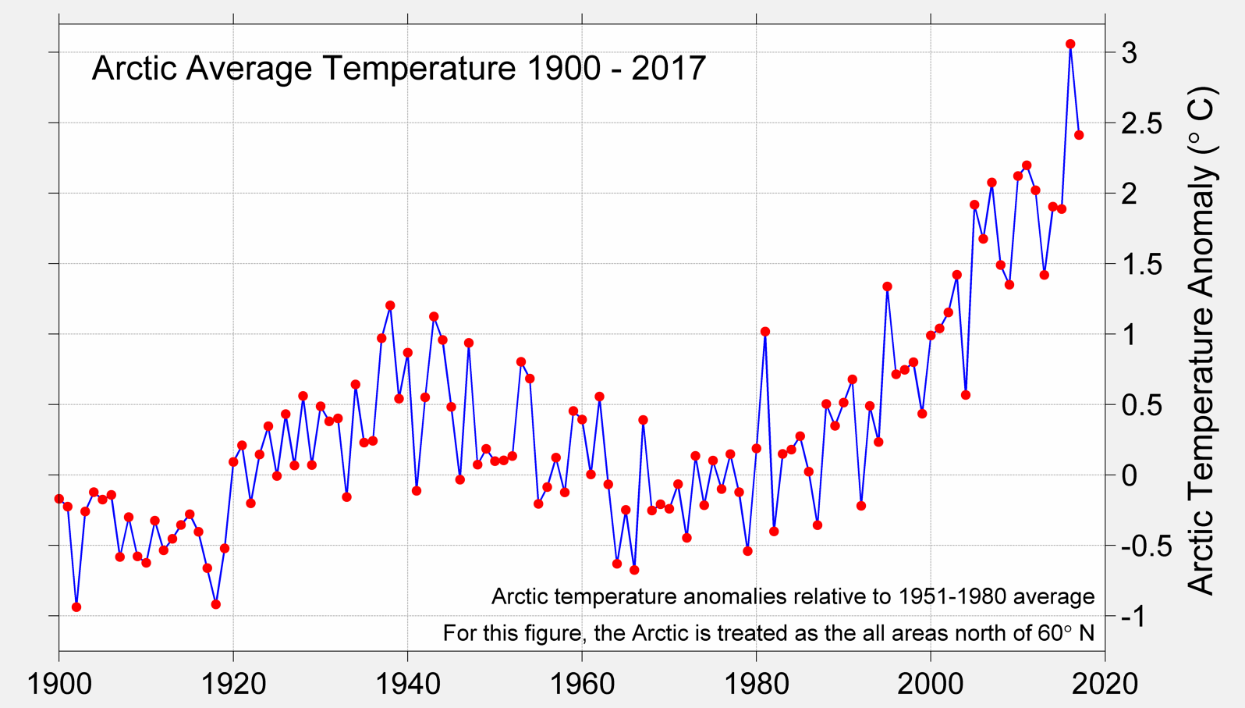 Arctic Average Temperature 1900 - 2017
3
2.5
2
1.5
1
0.5
0
-0.5
-1
Arctic Temperature Anomaly (° C)
Arctic temperature anomalies relative to 1951-1980 average
For this figure, the Arctic is treated as the all areas north of 60° N
1900 1920 1940 1960 1980 2000 2020